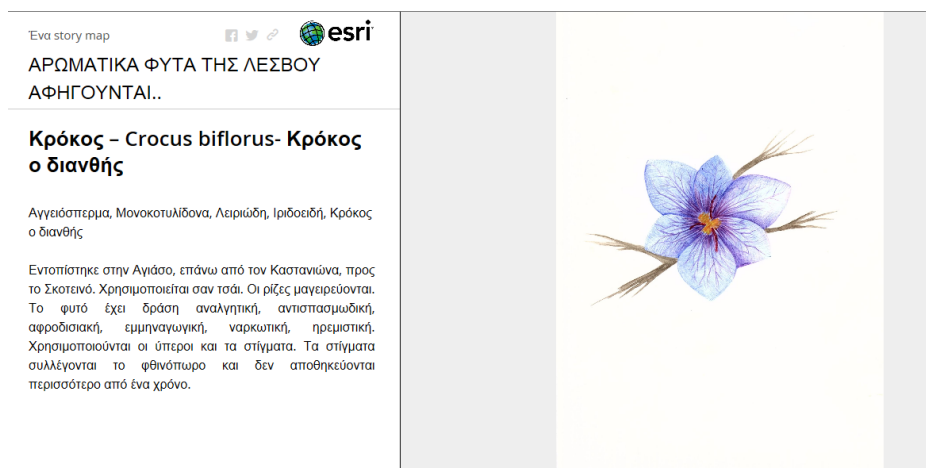 Ένα story map
esri
ΑΡΩΜΑΤΙΚΑ ΦΥΤΑ ΤΗΣ ΛΕΣΒΟΥ
ΑΦΗΓΟΥΝΤΑΙ..
Κρόκος – Crocus biflorus- Κρόκος
ο διανθής
Αγγειόσπερμα, Μονοκοτυλίδονα, Λειριώδη, Ιριδοειδή, Κρόκος
ο διανθής
Εντοπίστηκε στην Αγιάσο, επάνω από τον Καστανιώνα, προς
το Σκοτεινό. Χρησιμοποιείται σαν τσάι. Οι ρίζες μαγειρεύονται.
Το φυτό έχει δράση αναλγητική, αντισπασμωδική,
αφροδισιακή, εμμηναγωγική, ναρκωτική, ηρεμιστική.
Χρησιμοποιούνται οι ύπεροι και τα στίγματα. Τα στίγματα
συλλέγονται το φθινόπωρο και δεν αποθηκεύονται
περισσότερο από ένα χρόνο.